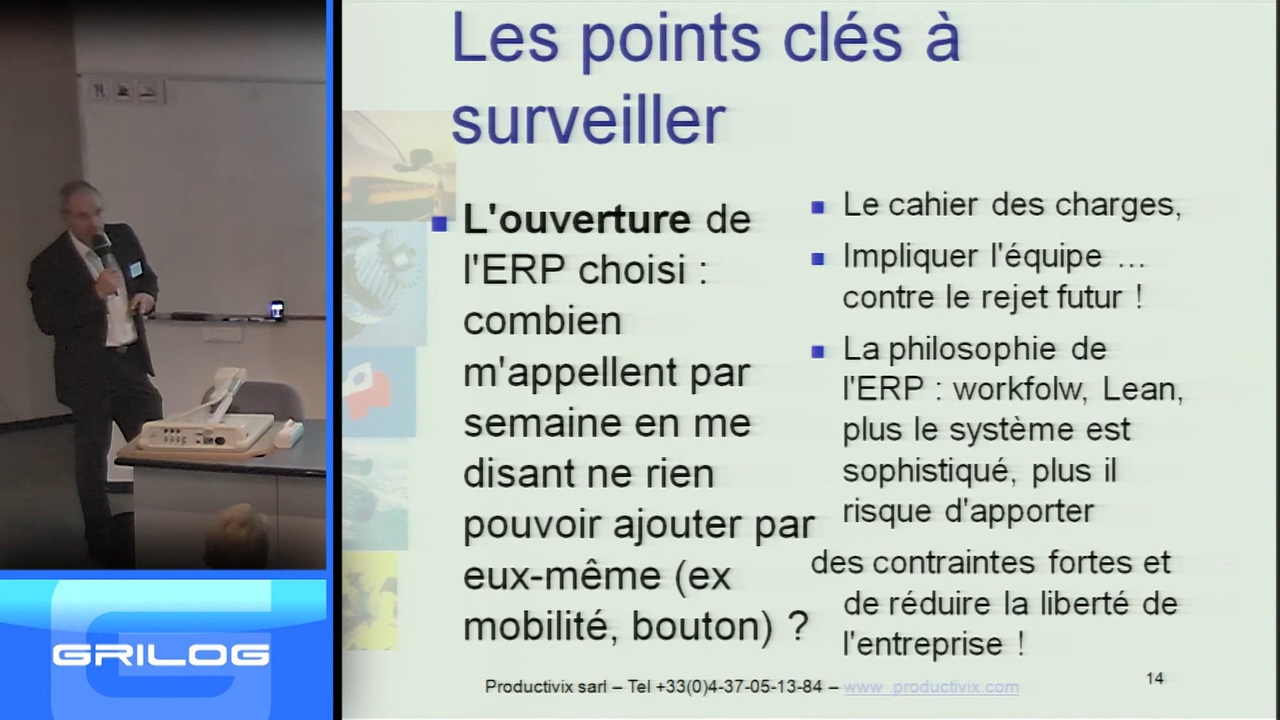 Les points clés à
surveiller
L'ouverture de
l'ERP choisi :
combien
m'appellent par
semaine en me
disant ne rien
pouvoir ajouter par
eux-même (ex
mobilité, bouton) ?
Le cahier des charges,
Impliquer l'équipe ...
contre le rejet futur !
La philosophie de
l'ERP : workfolw, Lean,
plus le système est
sophistiqué, plus il
risque d'apporter
des contraintes fortes et
de réduire la liberté de
l'entreprise !
Productivix sarl – Tel +33(0)4-37-05-13-84 – www .productivix.com
14
GRILOG